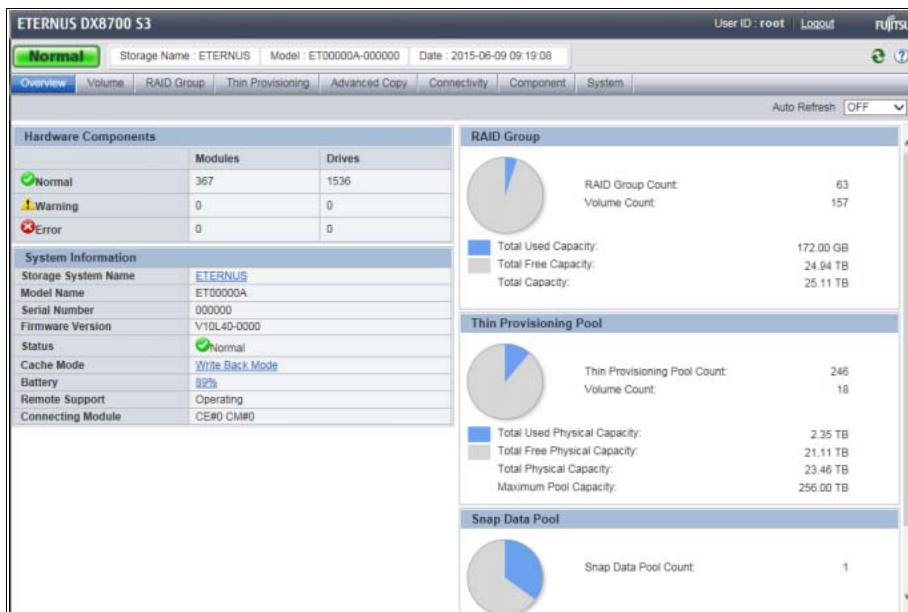 ETERNUS DX8700 S3
User ID : root Logout FUJITSU
Normal Storage Name : ETERNUS Model : ET00000A-000000 Date : 2015-06-09 09:19:08
Overview Volume RAID Group Thin Provisioning Advanced Copy Connectivity Component System
Auto Refresh OFF
Hardware Components
Modules Drives
Normal 367 1536
Warning 0 0
Error 0 0
System Information
Storage System Name ETERNUS
Model Name ET00000A
Serial Number 000000
Firmware Version V10L40-0000
Status Normal
Cache Mode Write Back Mode
Battery 89%
Remote Support Operating
Connecting Module CE#0 CM#0
RAID Group
RAID Group Count: 63
Volume Count: 157
Total Used Capacity: 172.00 GB
Total Free Capacity: 24.94 TB
Total Capacity: 25.11 TB
Thin Provisioning Pool
Thin Provisioning Pool Count: 246
Volume Count: 18
Total Used Physical Capacity: 2.35 TB
Total Free Physical Capacity: 21.11 TB
Total Physical Capacity: 23.46 TB
Maximum Pool Capacity: 256.00 TB
Snap Data Pool
Snap Data Pool Count: 1